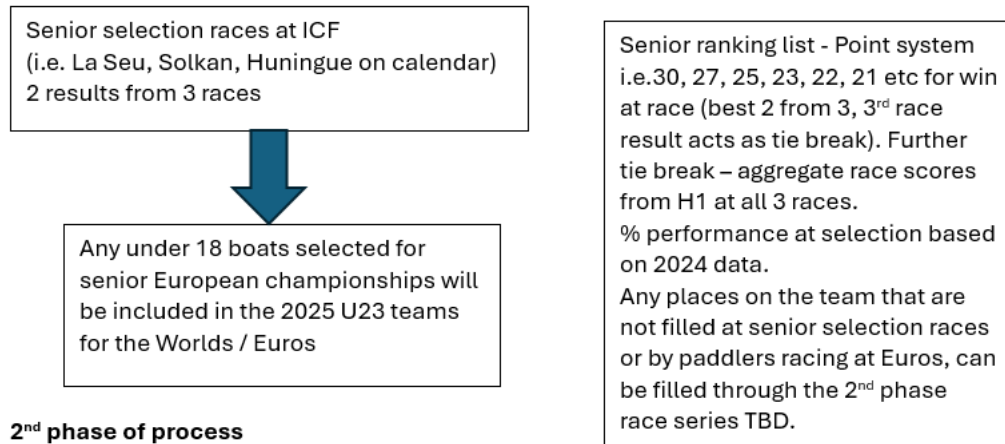 Senior selection races at ICF
(i.e. La Seu, Solkan, Huningue on calendar)
2 results from 3 races
Any under 18 boats selected for
senior European championships will
be included in the 2025 U23 teams
for the Worlds / Euros
2nd phase of process
Senior ranking list - Point system
i.e.30, 27, 25, 23, 22, 21 etc for win
at race (best 2 from 3, 3rd race
result acts as tie break). Further
tie break – aggregate race scores
from H1 at all 3 races.
% performance at selection based
on 2024 data.
Any places on the team that are
not filled at senior selection races
or by paddlers racing at Euros, can
be filled through the 2nd phase
race series TBD.